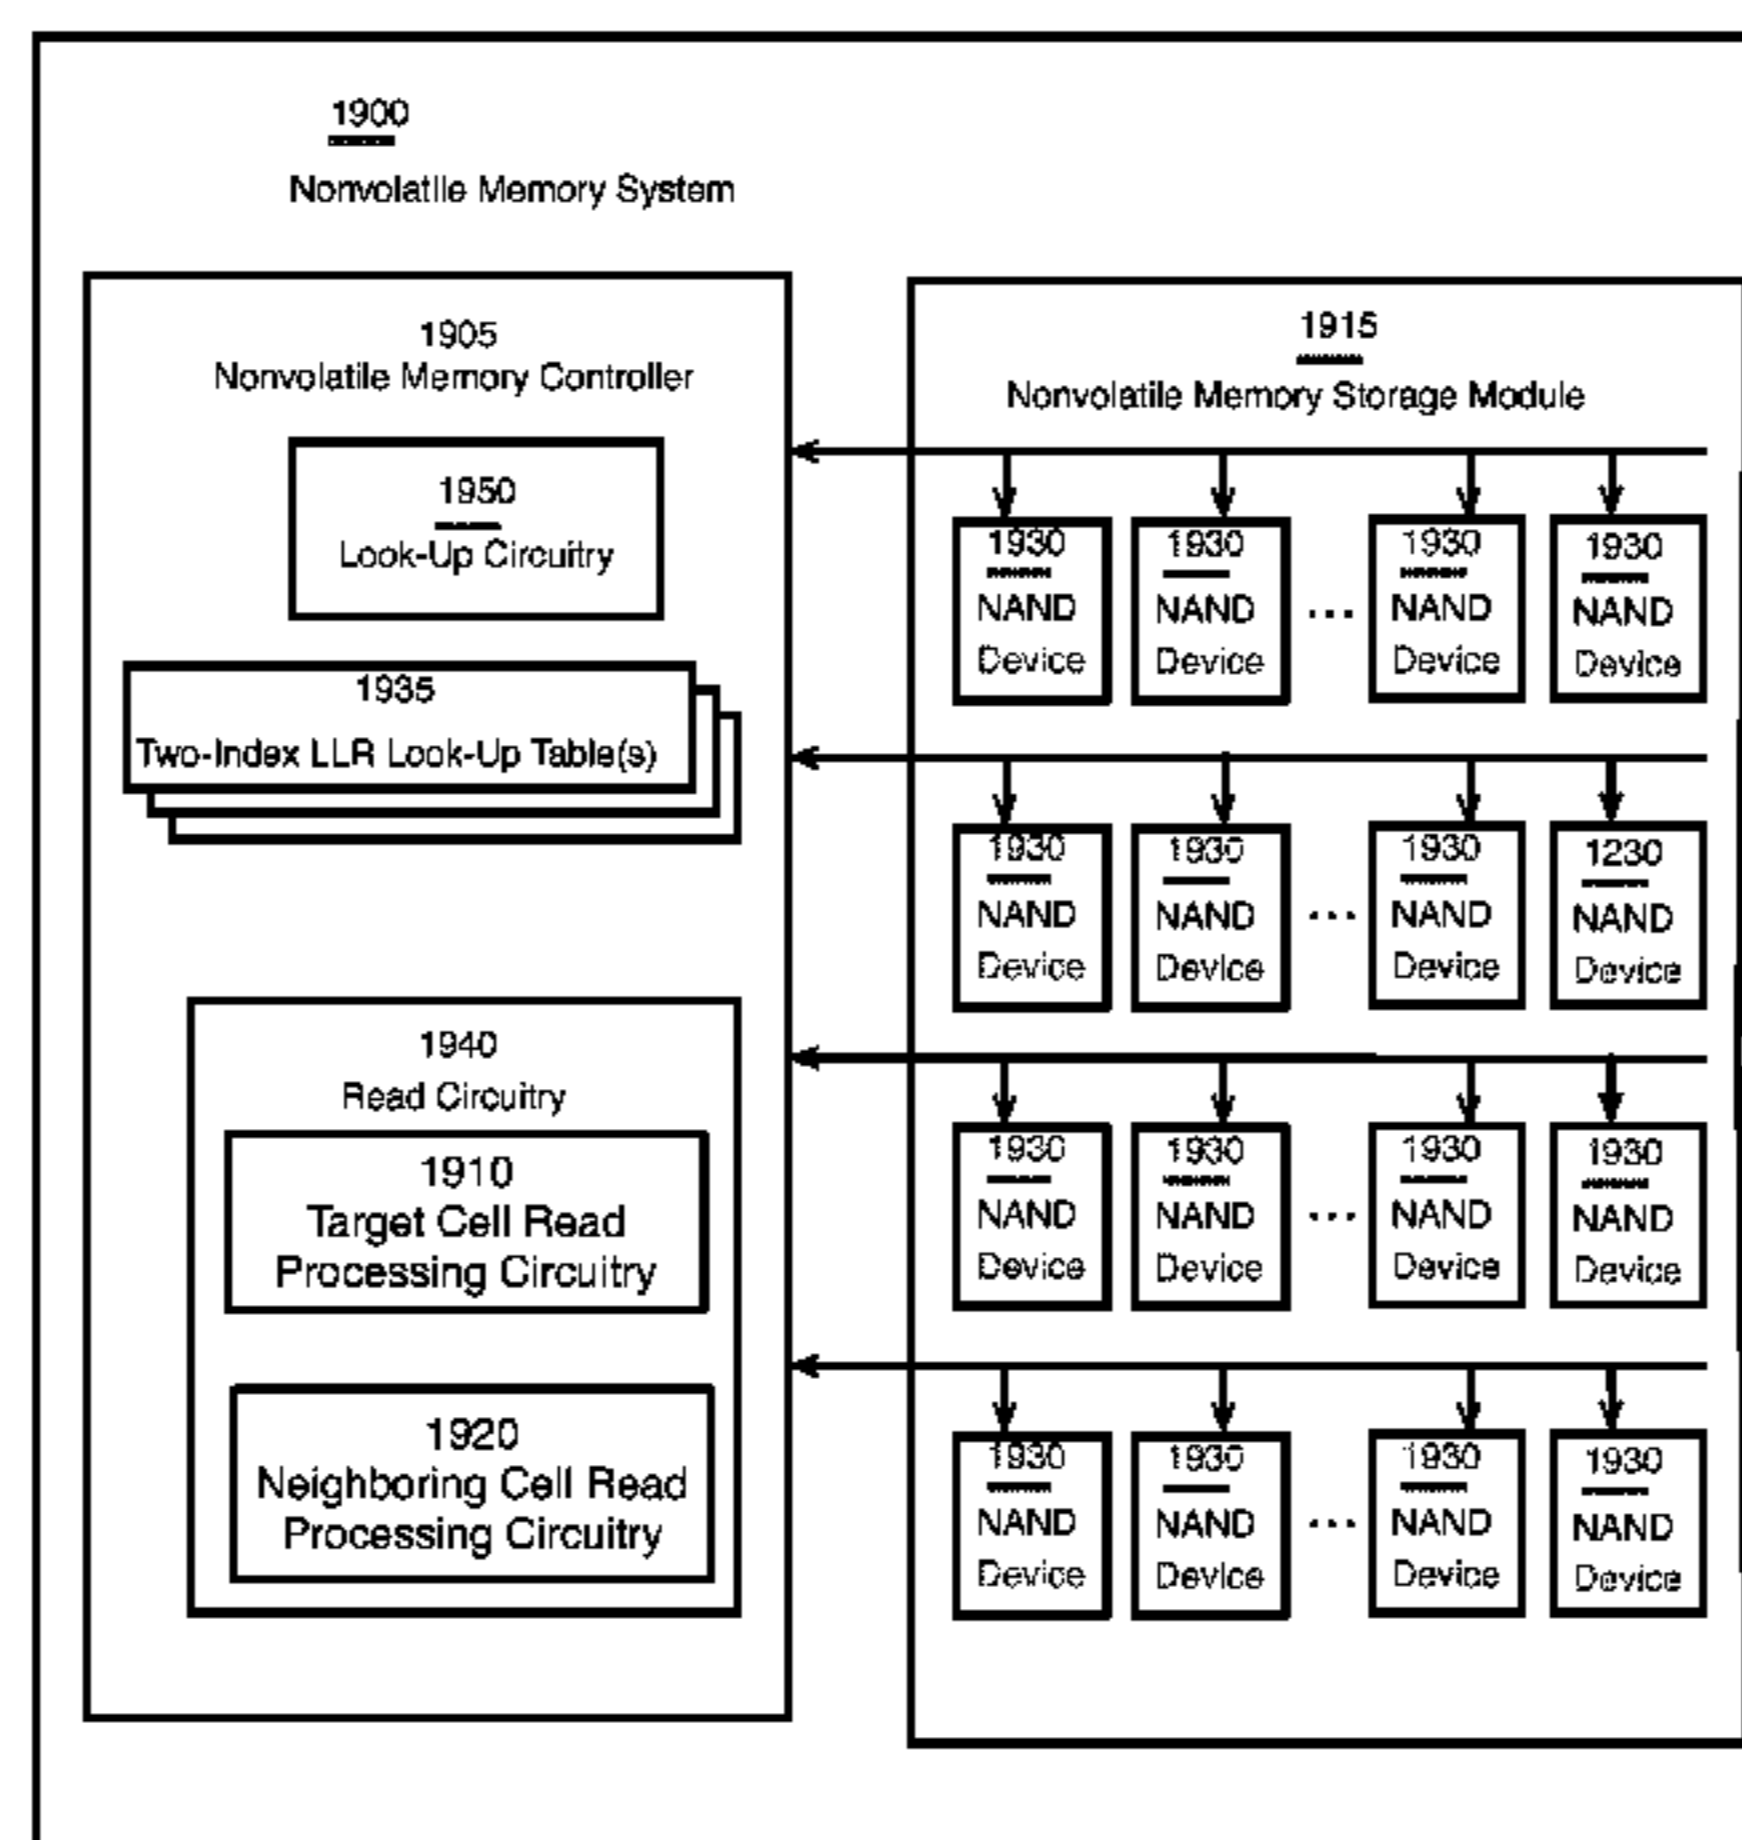 1900
Nonvolatile Memory System
1905
Nonvolatile Memory Controller
1950
Look-Up Circuitry
1935
Two-Index LLR Look-Up Table(s)
1940
Read Circuitry
1910
Target Cell Read
Processing Circuitry
1920
Neighboring Cell Read
Processing Circuitry
1915
Nonvolatile Memory Storage Module
1930 1930 1930 1930
NAND NAND ... NAND NAND
Device Device Device Device
1930 1930 1930 1230
NAND NAND ... NAND NAND
Device Device Device Device
1930 1930 1930 1930
NAND NAND ... NAND NAND
Device Device Device Device
1930 1930 1930 1930
NAND NAND ... NAND NAND
Device Device Device Device